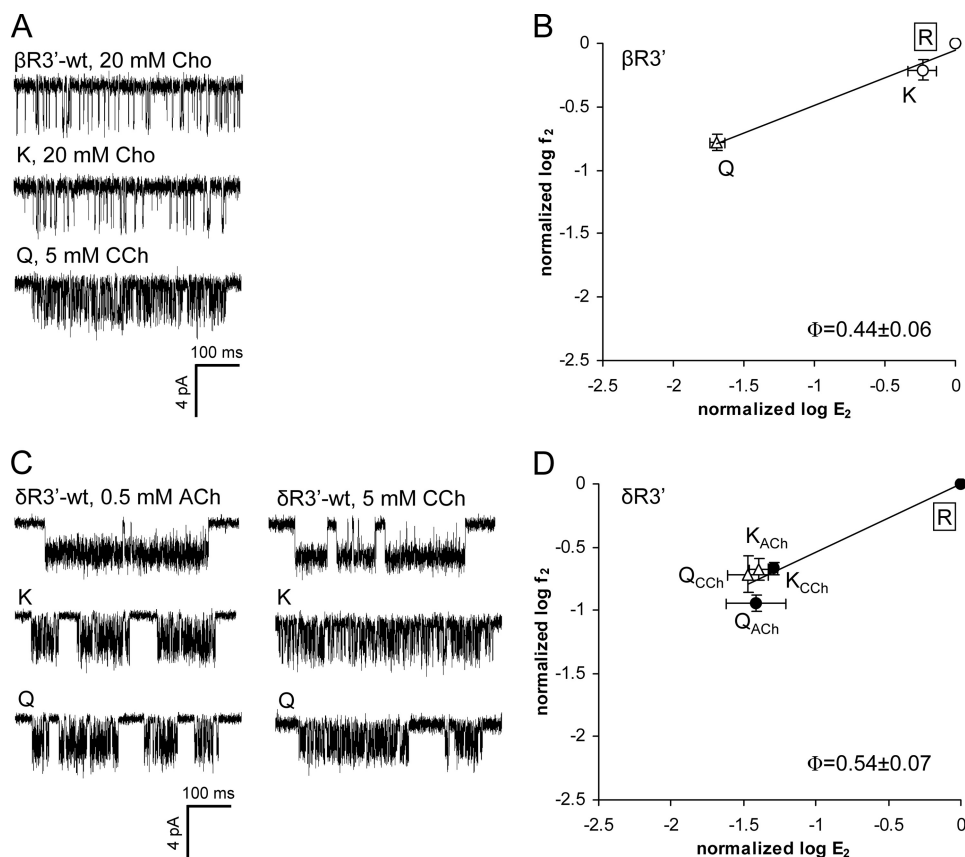 A
βR3'-wt, 20 mM Cho
K, 20 mM Cho
Q, 5 mM CCh
100 ms
4 pA
B
βR3'
R
K
Q
Φ=0.44±0.06
0
-0.5
-1
-1.5
-2
-2.5
normalized log f₂
-2.5 -2 -1.5 -1 -0.5 0
normalized log E₂
C
δR3'-wt, 0.5 mM ACh
δR3'-wt, 5 mM CCh
K
K
Q
Q
100 ms
4 pA
D
δR3'
R
K_ACh
Q_CCh
K_CCh
Q_ACh
Φ=0.54±0.07
0
-0.5
-1
-1.5
-2
-2.5
normalized log f₂
-2.5 -2 -1.5 -1 -0.5 0
normalized log E₂